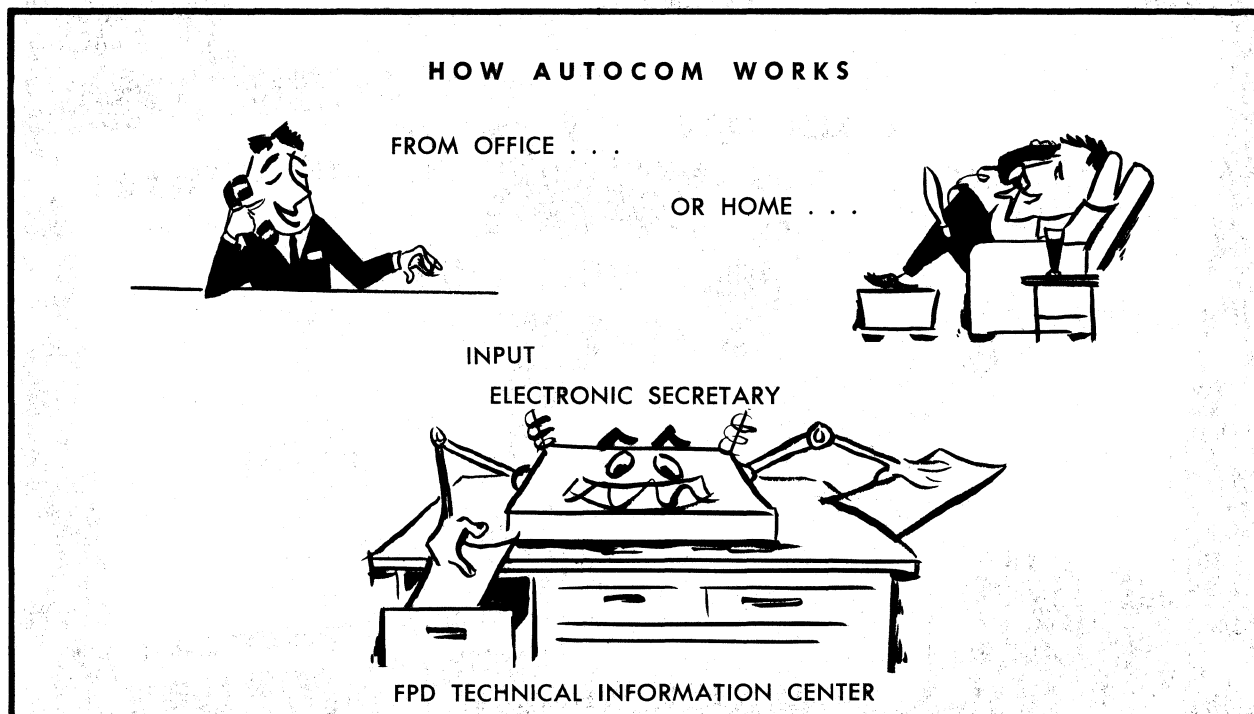 HOW AUTOCOM WORKS
FROM OFFICE . . .
OR HOME . . .
INPUT
ELECTRONIC SECRETARY
FPD TECHNICAL INFORMATION CENTER